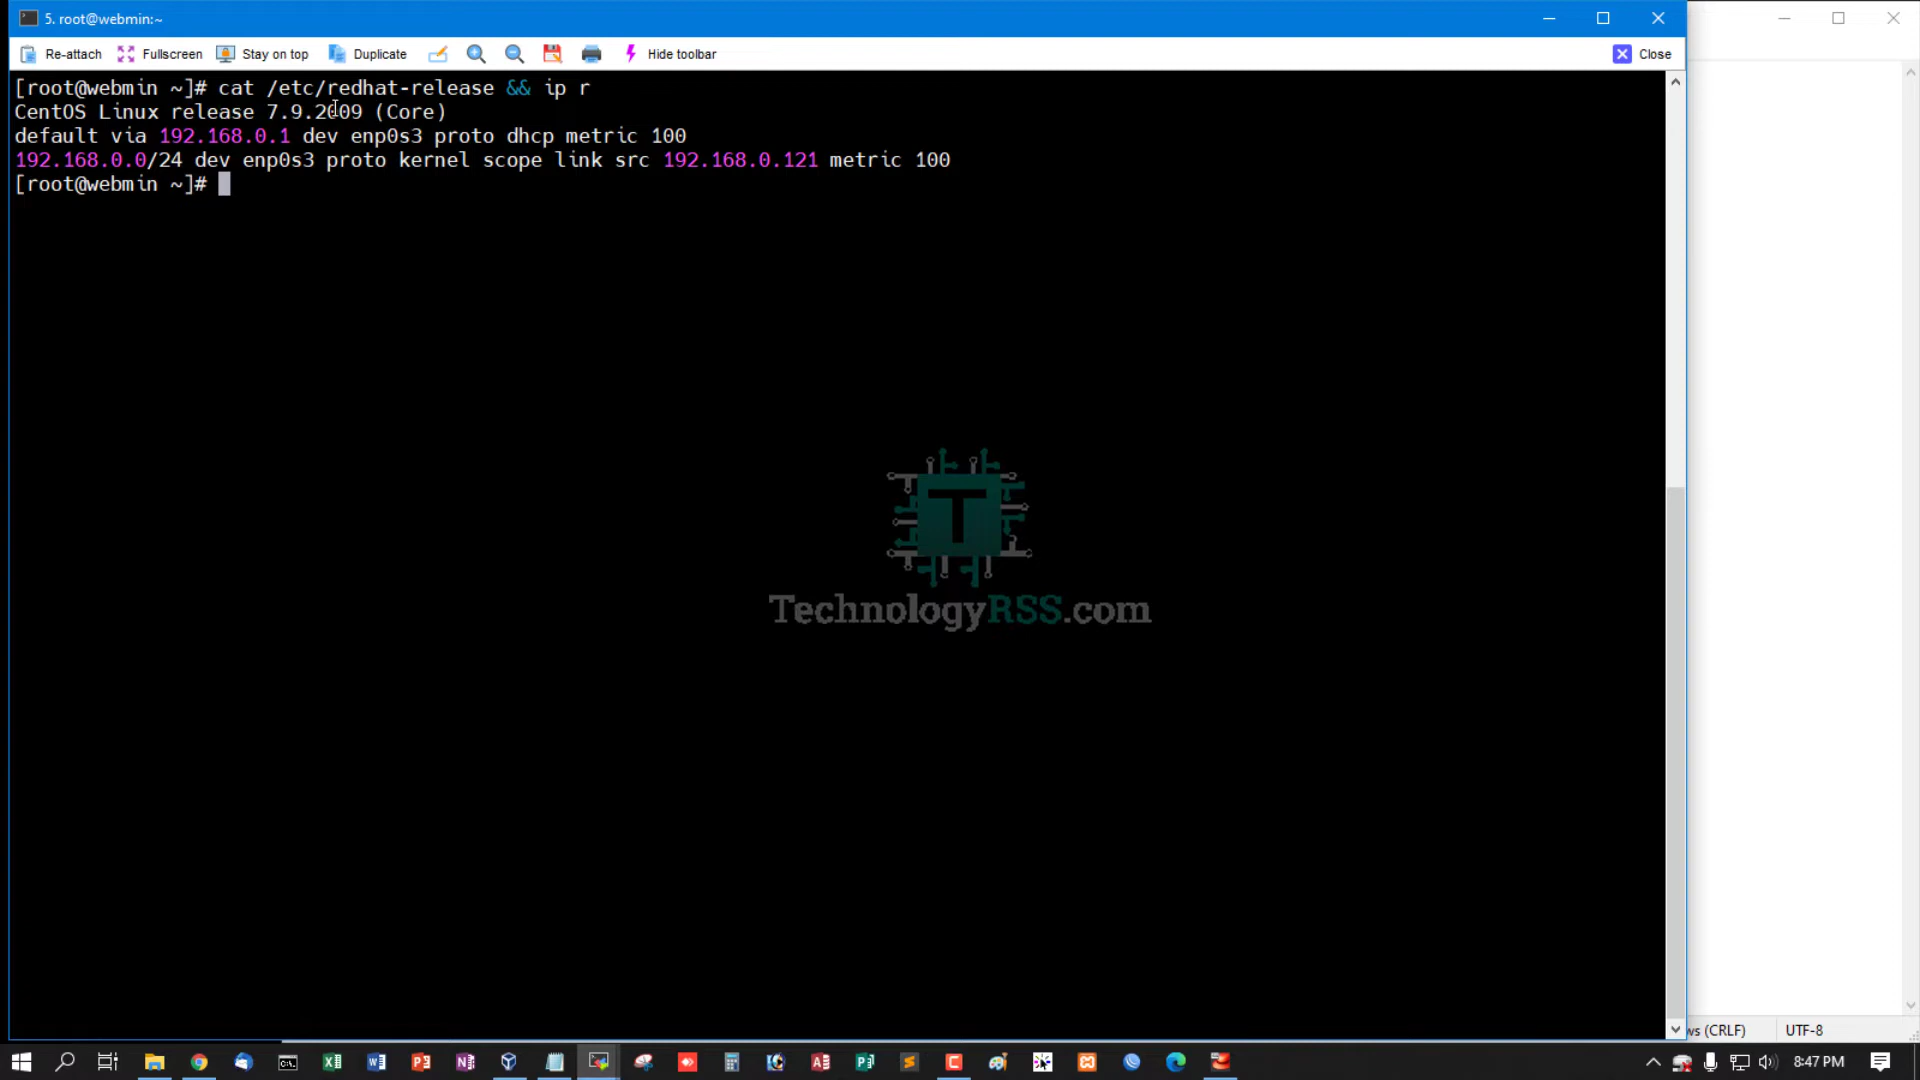 5. root@webmin:~
Re-attach Fullscreen Stay on top Duplicate Hide toolbar Close
[root@webmin ~]# cat /etc/redhat-release && ip r
CentOS Linux release 7.9.2009 (Core)
default via 192.168.0.1 dev enp0s3 proto dhcp metric 100
192.168.0.0/24 dev enp0s3 proto kernel scope link src 192.168.0.121 metric 100
[root@webmin ~]#
T
TechnologyRSS.com
ws (CRLF) UTF-8
8:47 PM